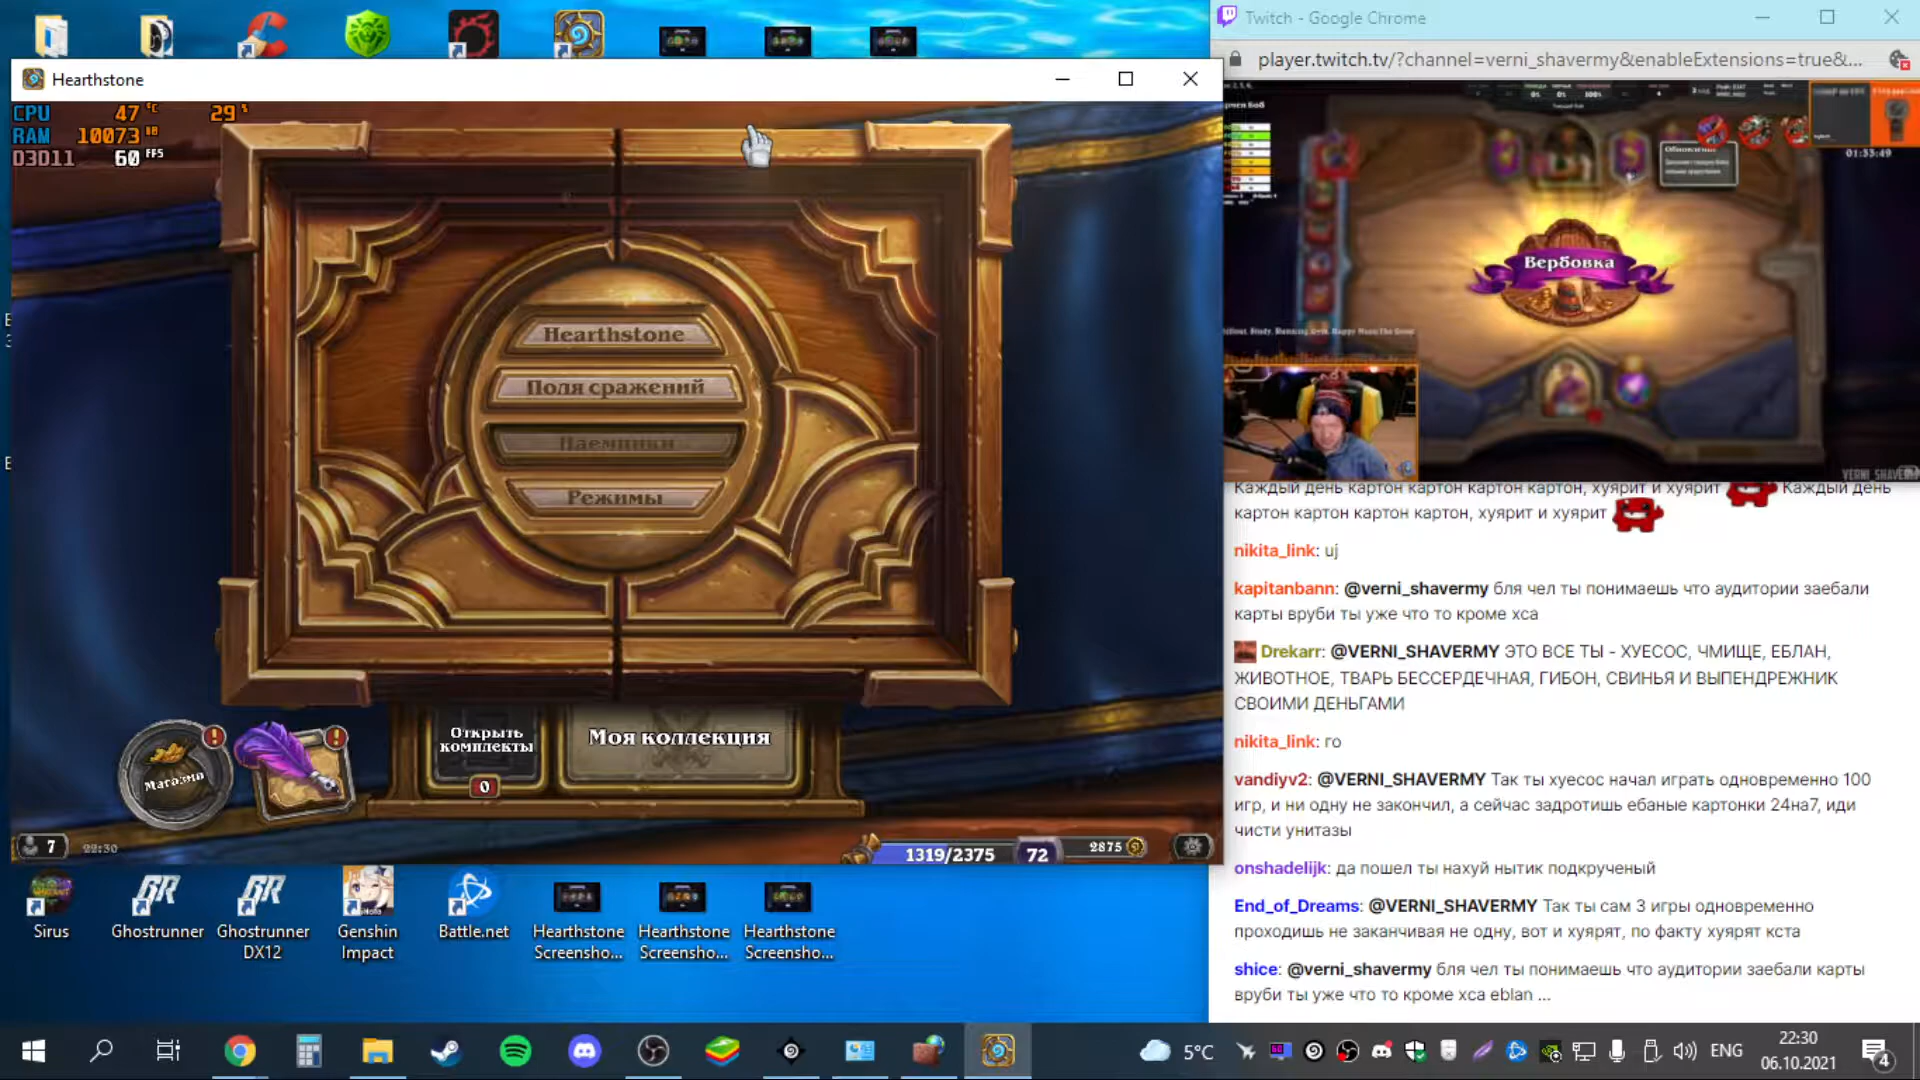 Twitch - Google Chrome
player.twitch.tv/?channel=verni_shavermy&enableExtensions=true&...
Hearthstone
CPU 47 °C 29 %
RAM 10073 MB
D3D11 60 FPS
Hearthstone
Поля сражений
Наемники
Режимы
Магазин
Открыть
комплекты
0
Моя коллекция
7
22:30
1319/2375
72
2875
01:33:49
Вербовка
VERNI_SHAVERMY
Каждый день картон картон картон картон, хуярит и хуярит Каждый день
картон картон картон картон, хуярит и хуярит
nikita_link: uj
kapitanbann: @verni_shavermy бля чел ты понимаешь что аудитории заебали
карты вруби ты уже что то кроме хса
Drekarr: @VERNI_SHAVERMY ЭТО ВСЕ ТЫ - ХУЕСОС, ЧМИЩЕ, ЕБЛАН,
ЖИВОТНОЕ, ТВАРЬ БЕССЕРДЕЧНАЯ, ГИБОН, СВИНЬЯ И ВЫПЕНДРЕЖНИК
СВОИМИ ДЕНЬГАМИ
nikita_link: го
vandiyv2: @VERNI_SHAVERMY Так ты хуесос начал играть одновременно 100
игр, и ни одну не закончил, а сейчас задротишь ебаные картонки 24на7, иди
чисти унитазы
onshadelijk: да пошел ты нахуй нытик подкрученый
End_of_Dreams: @VERNI_SHAVERMY Так ты сам 3 игры одновременно
проходишь не заканчивая не одну, вот и хуярят, по факту хуярят кста
shice: @verni_shavermy бля чел ты понимаешь что аудитории заебали карты
вруби ты уже что то кроме хса eblan ...
Sirus
Ghostrunner
Ghostrunner
DX12
Genshin
Impact
Battle.net
Hearthstone
Screensho...
Hearthstone
Screensho...
Hearthstone
Screensho...
5°C
ENG
22:30
06.10.2021
4